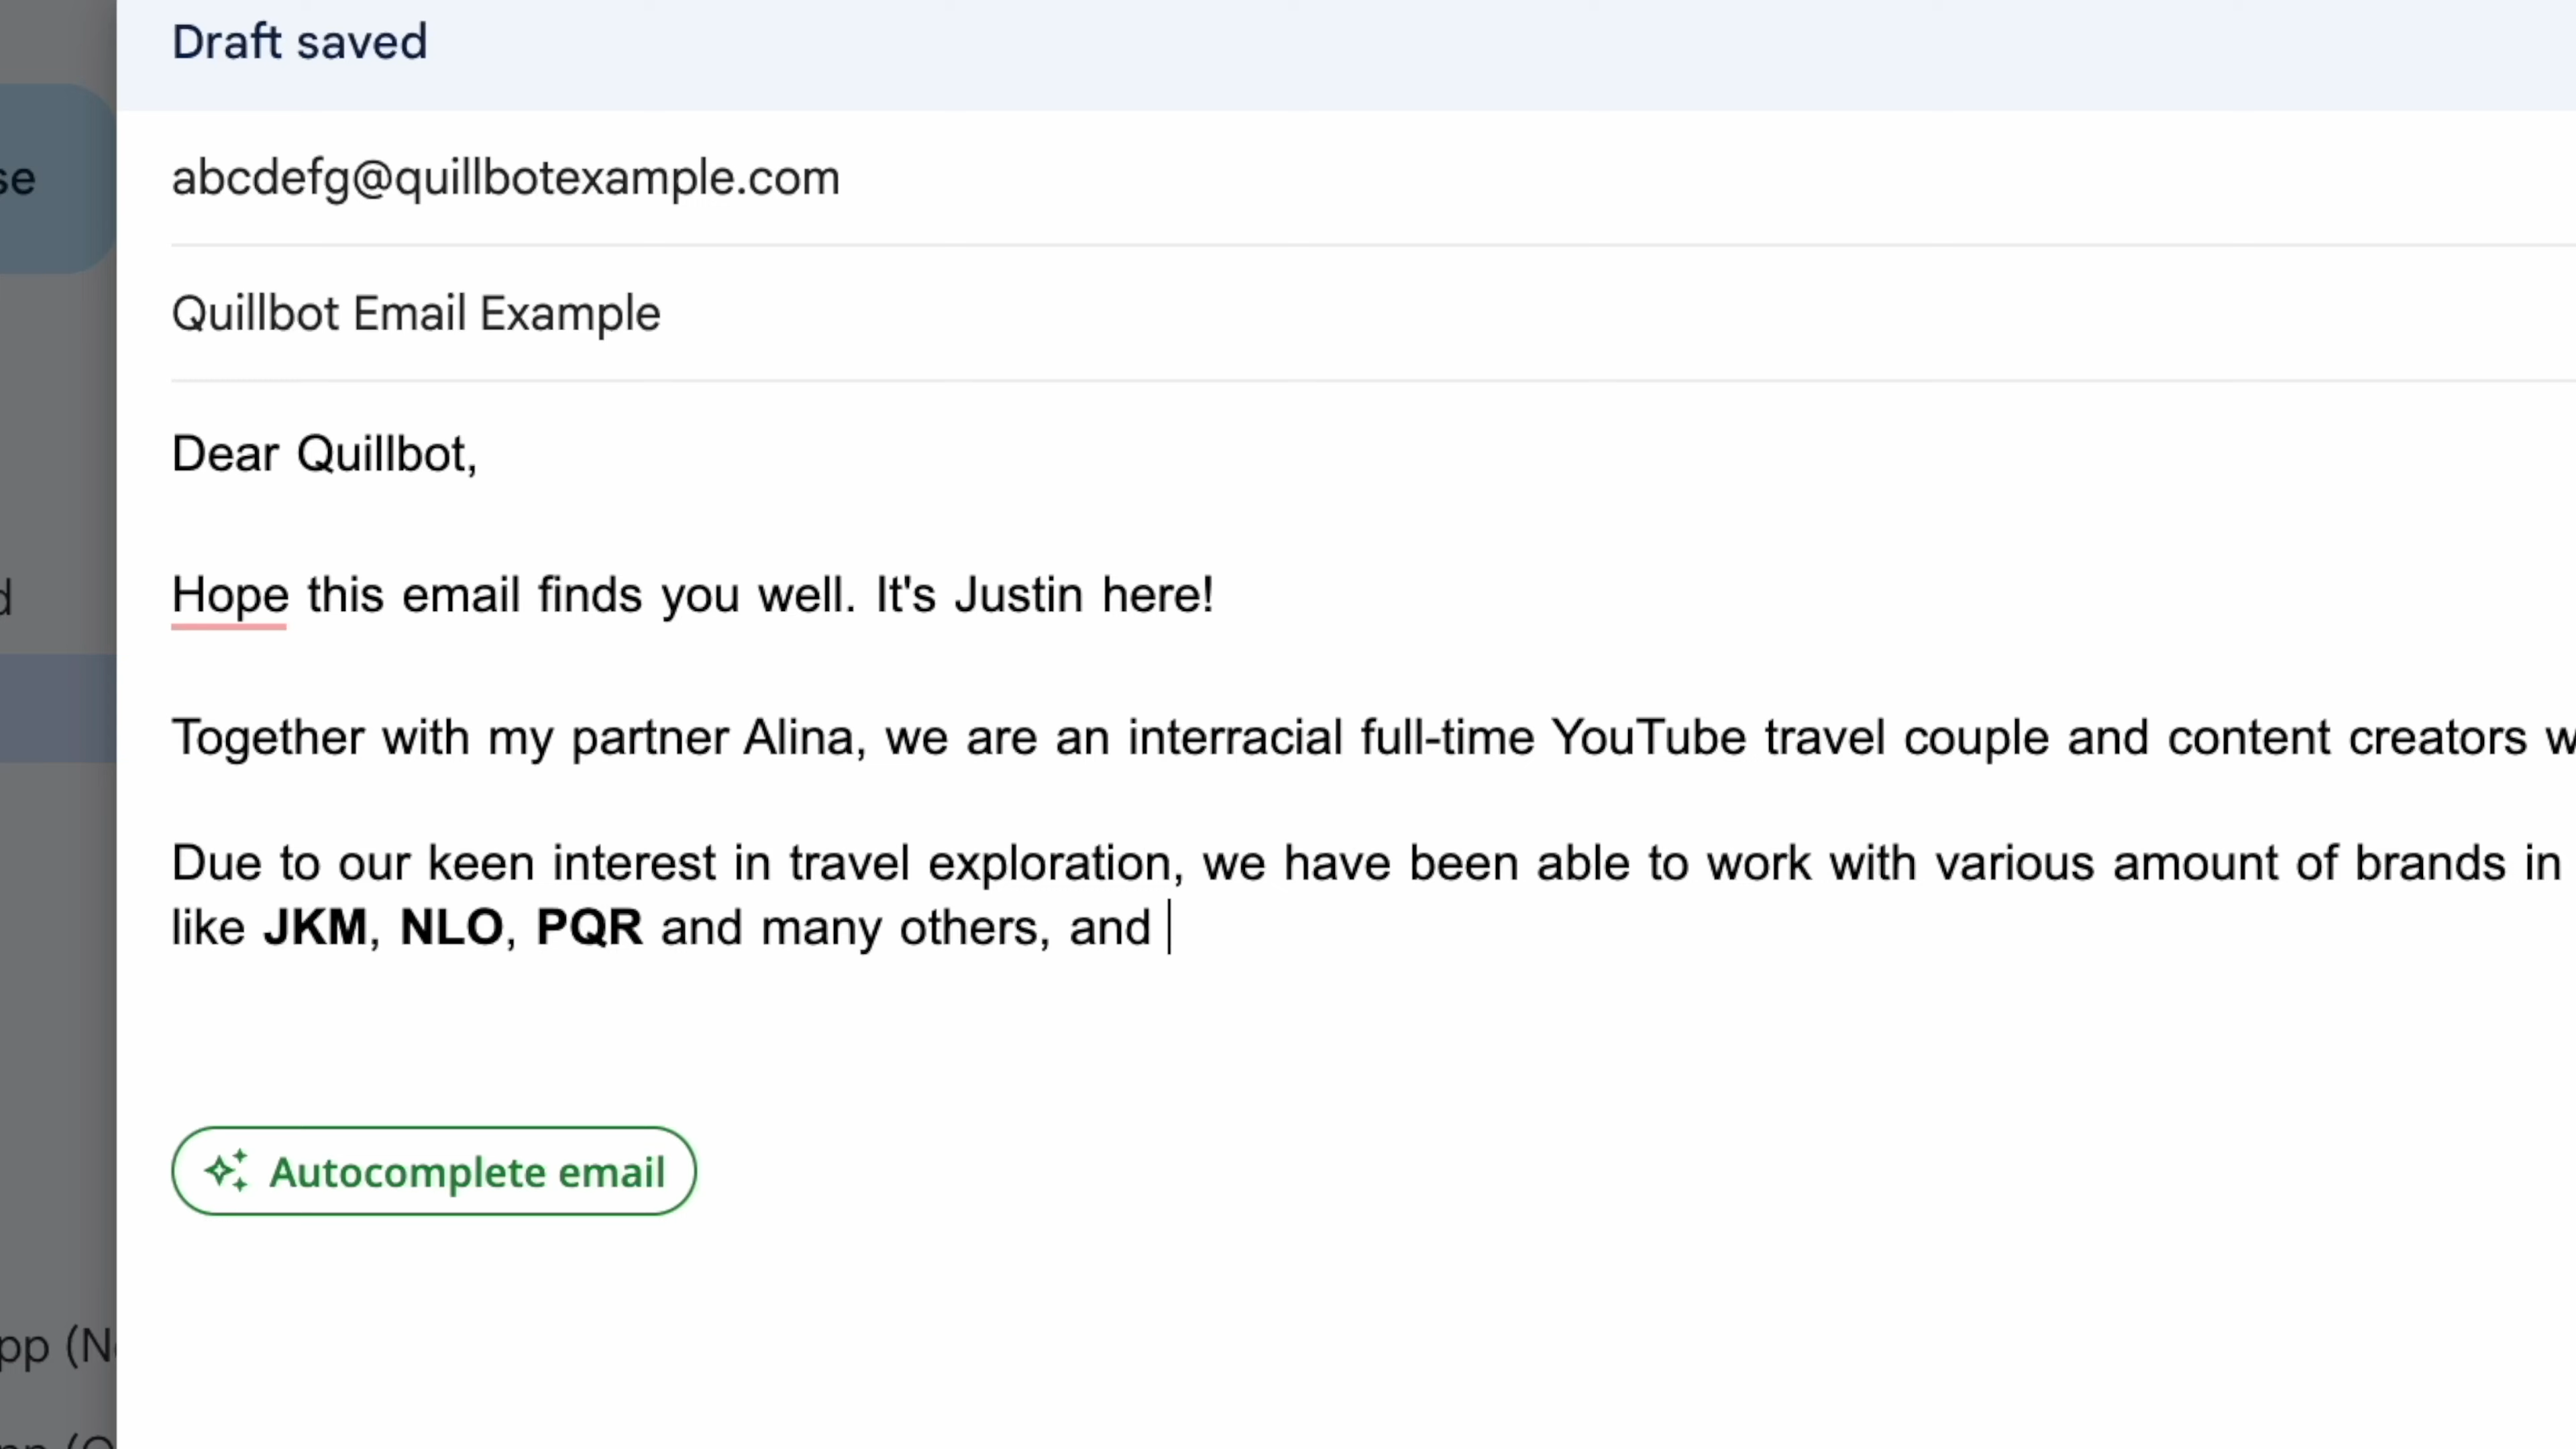 Draft saved
se
abcdefg@quillbotexample.com
Quillbot Email Example
Dear Quillbot,
Hope this email finds you well. It's Justin here!
d
Together with my partner Alina, we are an interracial full-time YouTube travel couple and content creators w
Due to our keen interest in travel exploration, we have been able to work with various amount of brands in
like JKM, NLO, PQR and many others, and
Autocomplete email
pp (N